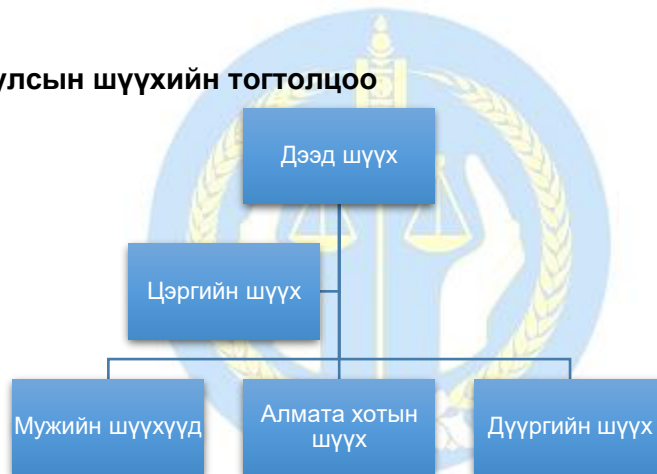 улсын шүүхийн тогтолцоо
Дээд шүүх
Цэргийн шүүх
Мужийн шүүхүүд
Алмата хотын
шүүх
Дүүргийн шүүх